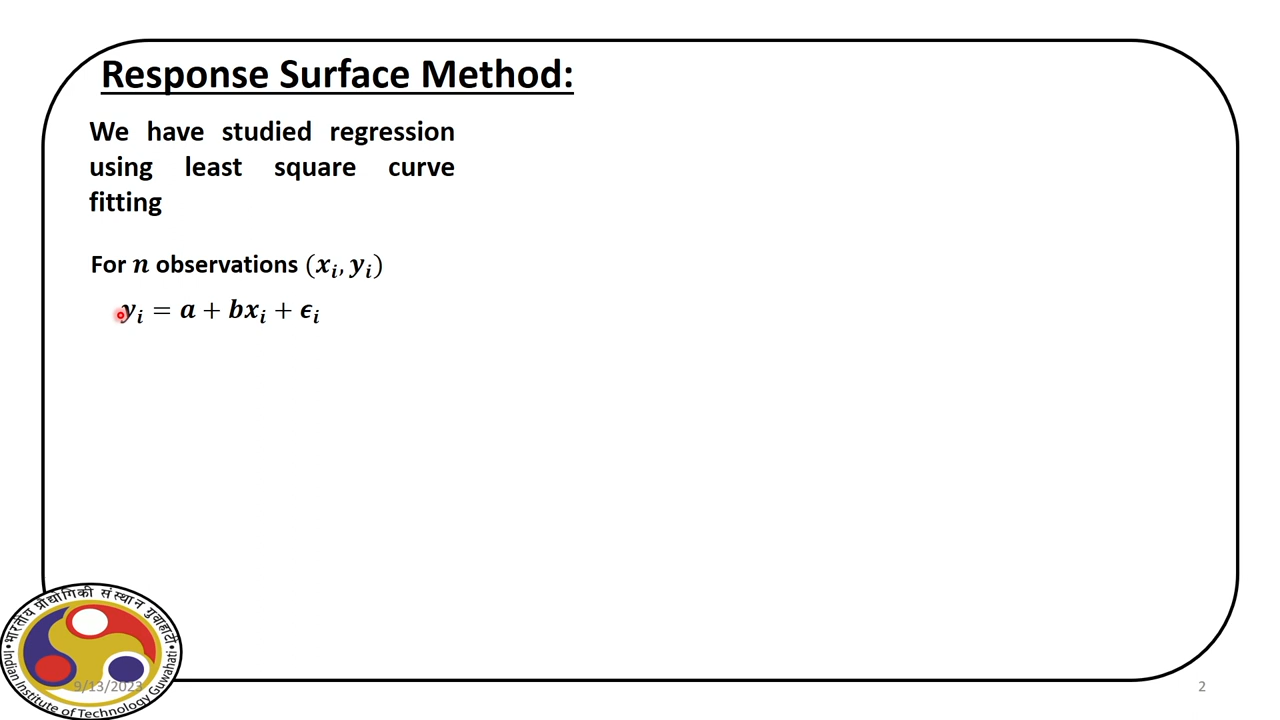 Response Surface Method:
We have studied regression
using least square curve
fitting
For n observations (xᵢ, yᵢ)
yᵢ = a + bxᵢ + ϵᵢ
भारतीय प्रौद्योगिकी संस्थान गुवाहाटी
Indian Institute of Technology Guwahati
9/13/2023
2